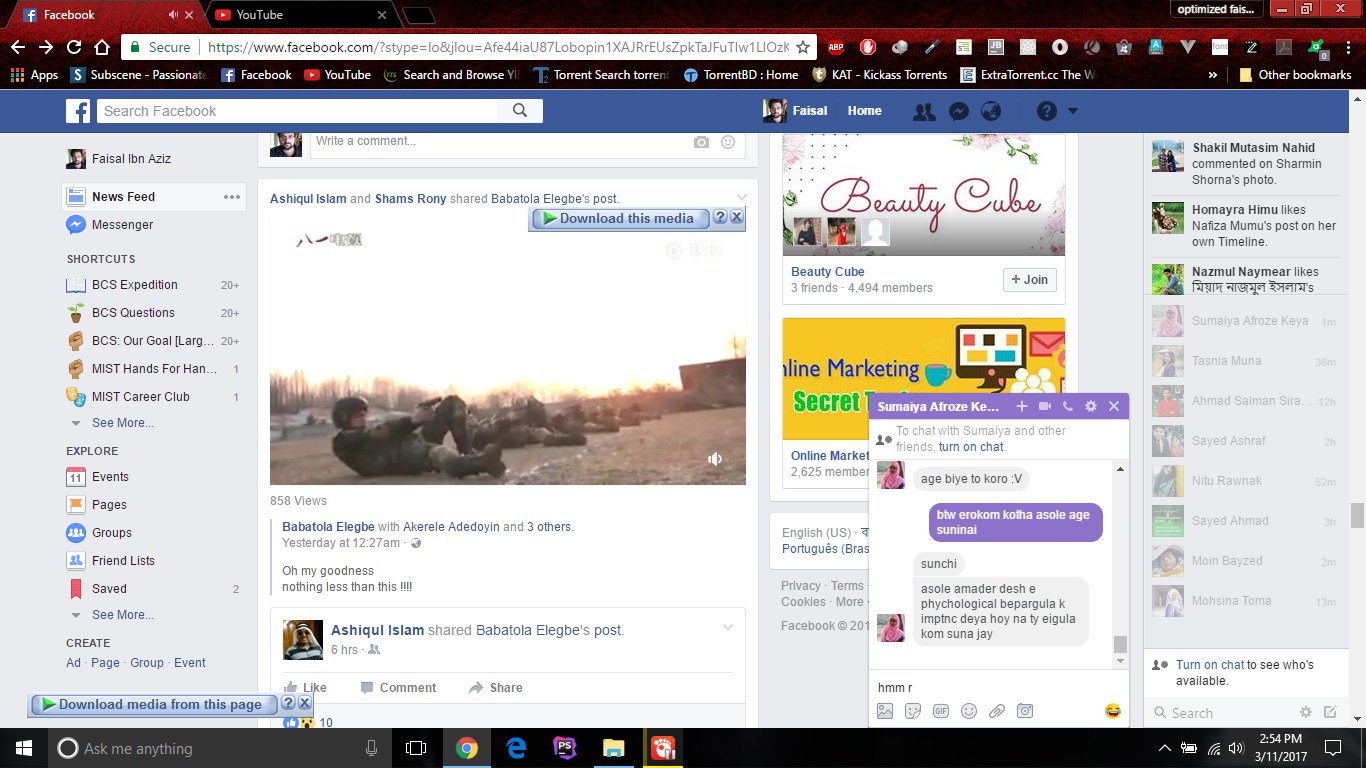 Facebook
YouTube
optimized fais...
Secure
https://www.facebook.com/?stype=lo&jlou=Afe44iaU87Lobopin1XAJRrEUsZpkTaJFuTlw1LlOzK
ABP
JB
font
0
Apps
Subscene - Passionate
Facebook
YouTube
Search and Browse YI
Torrent Search torrent
TorrentBD : Home
KAT - Kickass Torrents
ExtraTorrent.cc The W
»
Other bookmarks
Search Facebook
Faisal
Home
Faisal Ibn Aziz
News Feed
Messenger
SHORTCUTS
BCS Expedition 20+
BCS Questions 20+
BCS: Our Goal [Larg... 20+
MIST Hands For Han... 1
MIST Career Club 1
See More...
EXPLORE
11 Events
Pages
Groups
Friend Lists
Saved 2
See More...
CREATE
Ad · Page · Group · Event
Download media from this page
Write a comment...
Ashiqul Islam and Shams Rony shared Babatola Elegbe's post.
Download this media
858 Views
Babatola Elegbe with Akerele Adedoyin and 3 others.
Yesterday at 12:27am ·
Oh my goodness
nothing less than this !!!!
Ashiqul Islam shared Babatola Elegbe's post.
6 hrs ·
Like Comment Share
10
Beauty Cube
Beauty Cube
3 friends · 4,494 members
+ Join
nline Marketing
Secret
Online Market
2,625 member
English (US) ·
Português (Bras
Privacy · Terms
Cookies · More
Facebook © 201
Sumaiya Afroze Ke...
To chat with Sumaiya and other
friends, turn on chat.
age biye to koro :V
btw erokom kotha asole age
suninai
sunchi
asole amader desh e
phychological bepargula k
imptnc deya hoy na ty eigula
kom suna jay
hmm r
GIF
Shakil Mutasim Nahid
commented on Sharmin
Shorna's photo.
Homayra Himu likes
Nafiza Mumu's post on her
own Timeline.
Nazmul Naymear likes
মিয়াদ নাজমুল ইসলাম's
Sumaiya Afroze Keya 1m
Tasnia Muna 36m
Ahmad Salman Sira... 12h
Sayed Ashraf 2h
Nitu Rawnak 52m
Sayed Ahmad 3h
Moin Bayzed 2m
Mohsina Toma 13m
Turn on chat to see who's
available.
Search
Ask me anything
PS
2:54 PM
3/11/2017